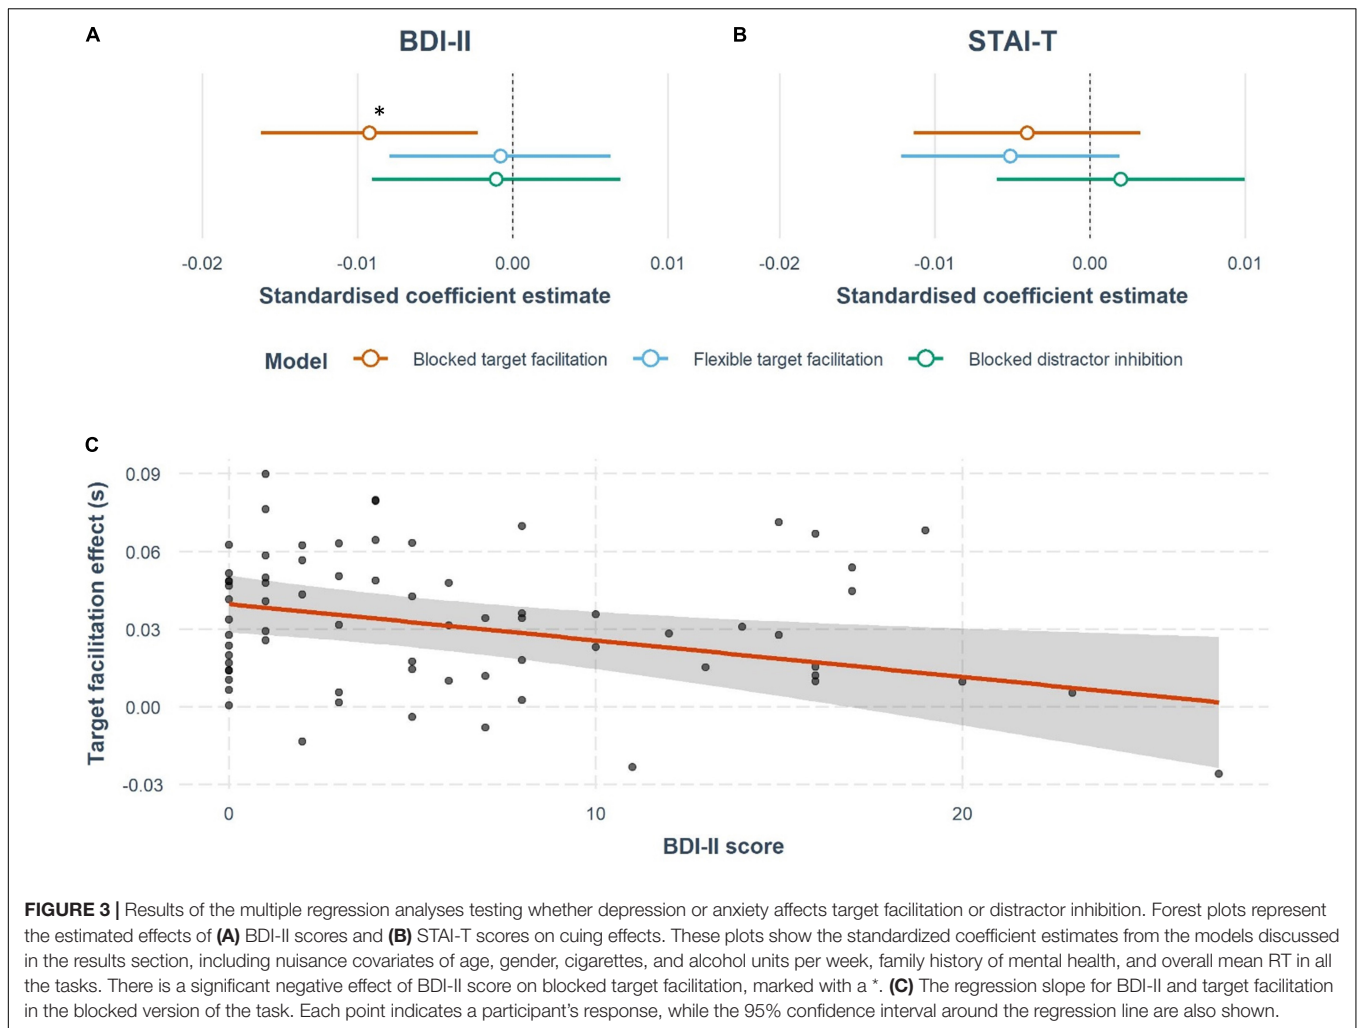 A
BDI-II
B
STAI-T
*
-0.02 -0.01 0.00 0.01
-0.02 -0.01 0.00 0.01
Standardised coefficient estimate
Standardised coefficient estimate
Model Blocked target facilitation Flexible target facilitation Blocked distractor inhibition
C
Target facilitation effect (s)
0.09
0.06
0.03
0.00
-0.03
0 10 20
BDI-II score
FIGURE 3 | Results of the multiple regression analyses testing whether depression or anxiety affects target facilitation or distractor inhibition. Forest plots represent
the estimated effects of (A) BDI-II scores and (B) STAI-T scores on cuing effects. These plots show the standardized coefficient estimates from the models discussed
in the results section, including nuisance covariates of age, gender, cigarettes, and alcohol units per week, family history of mental health, and overall mean RT in all
the tasks. There is a significant negative effect of BDI-II score on blocked target facilitation, marked with a *. (C) The regression slope for BDI-II and target facilitation
in the blocked version of the task. Each point indicates a participant's response, while the 95% confidence interval around the regression line are also shown.